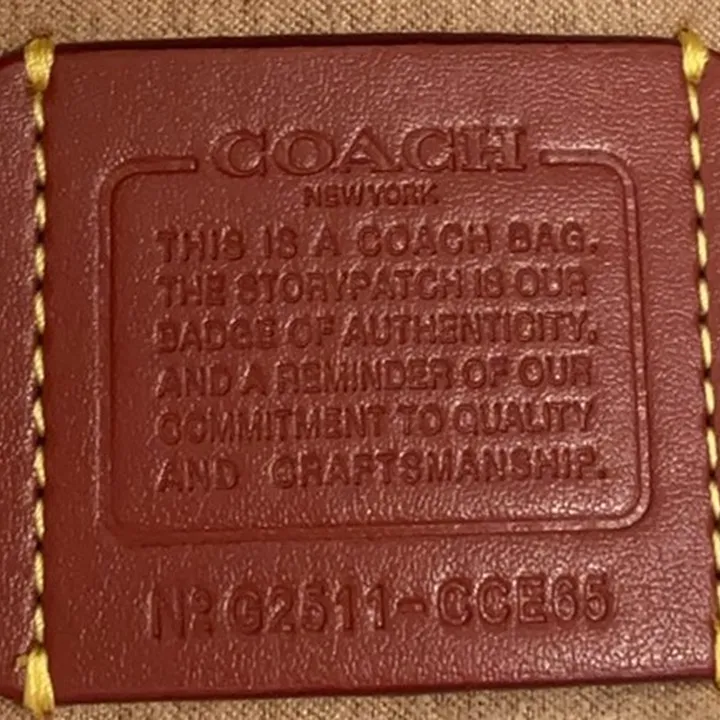 COACH
NEW YORK
THIS IS A COACH BAG.
THE STORYPATCH IS OUR
BADGE OF AUTHENTICITY,
AND A REMINDER OF OUR
COMMITMENT TO QUALITY
AND CRAFTSMANSHIP.
Nº G2511-CCE65